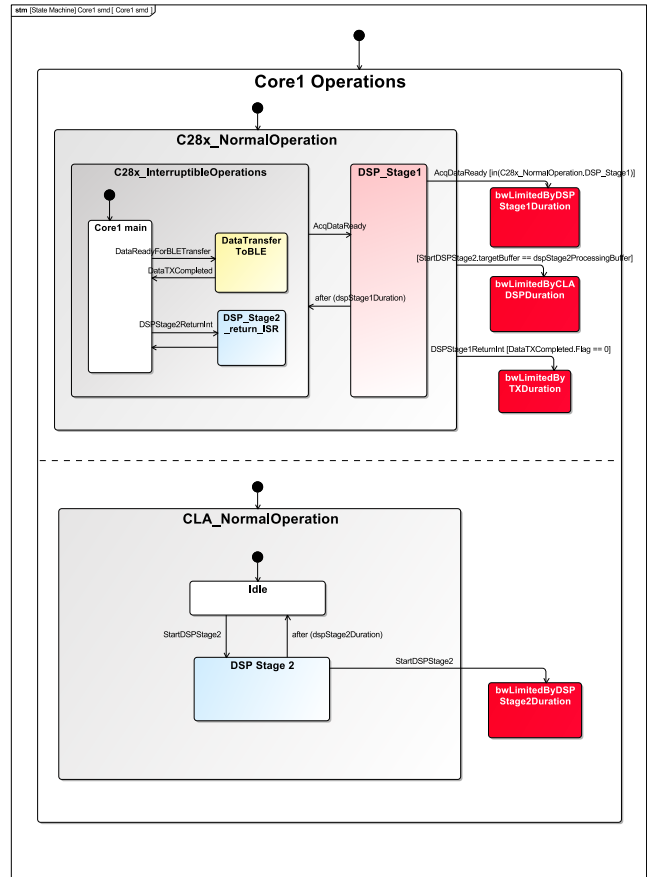 stm [State Machine] Core1 smd [ Core1 smd ]
Core1 Operations
C28x_NormalOperation
C28x_InterruptibleOperations
DSP_Stage1
AcqDataReady [in(C28x_NormalOperation,DSP_Stage1)]
bwLimitedByDSP
Stage1Duration
Core1 main
AcqDataReady
DataTransfer
ToBLE
DataReadyForBLETransfer
DataTXCompleted
[StartDSPStage2.targetBuffer == dspStage2ProcessingBuffer]
bwLimitedByCLA
DSPDuration
after (dspStage1Duration)
DSP_Stage2
_return_ISR
DSPStage2ReturnInt
DSPStage1ReturnInt [DataTXCompleted.Flag == 0]
bwLimitedBy
TXDuration
CLA_NormalOperation
Idle
StartDSPStage2
after (dspStage2Duration)
DSP Stage 2
StartDSPStage2
bwLimitedByDSP
Stage2Duration